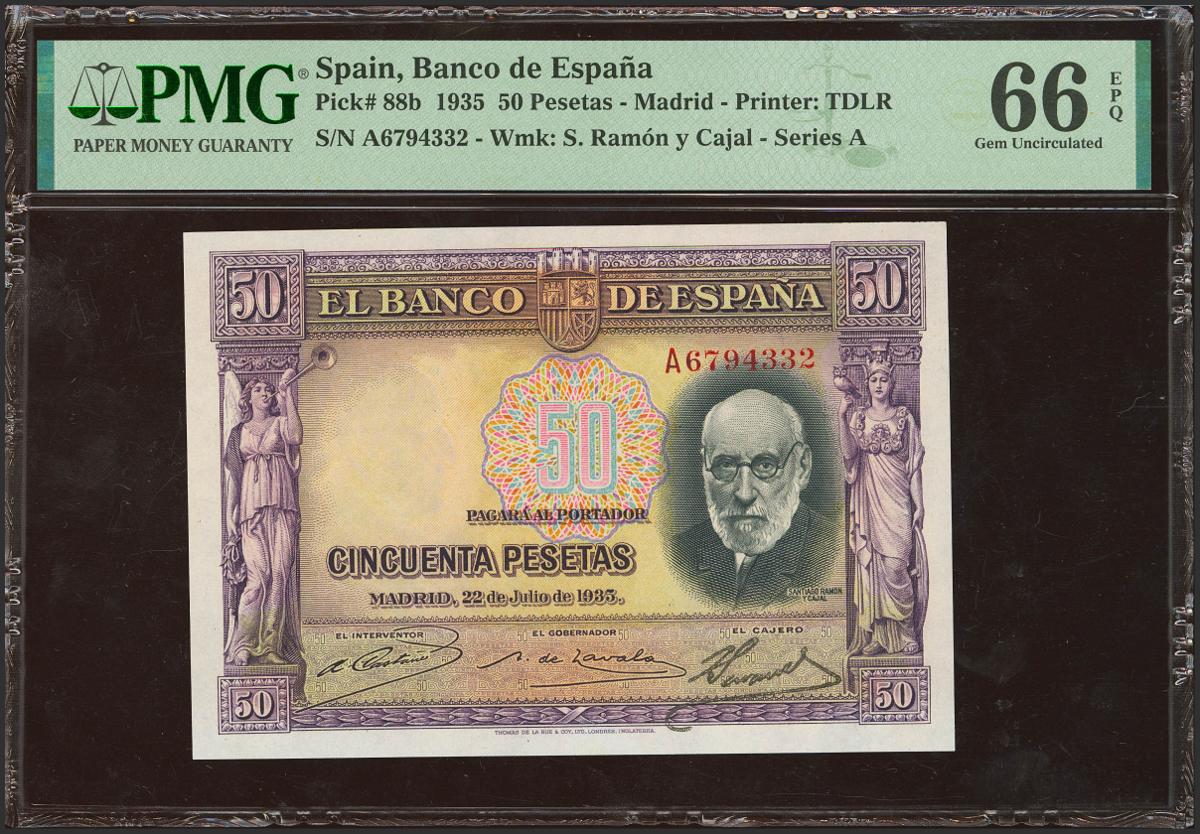 PMG®
PAPER MONEY GUARANTY
Spain, Banco de España
Pick# 88b 1935 50 Pesetas - Madrid - Printer: TDLR
S/N A6794332 - Wmk: S. Ramón y Cajal - Series A
66
EPQ
Gem Uncirculated
50
EL BANCO DE ESPAÑA
50
A6794332
50
PAGARÁ AL PORTADOR
CINCUENTA PESETAS
MADRID, 22 de Julio de 1935.
SANTIAGO RAMON
Y CAJAL
EL INTERVENTOR
EL GOBERNADOR
EL CAJERO
A. de Zavala
50
50
THOMAS DE LA RUE & COY, LTD. LONDRES, INGLATERRA.